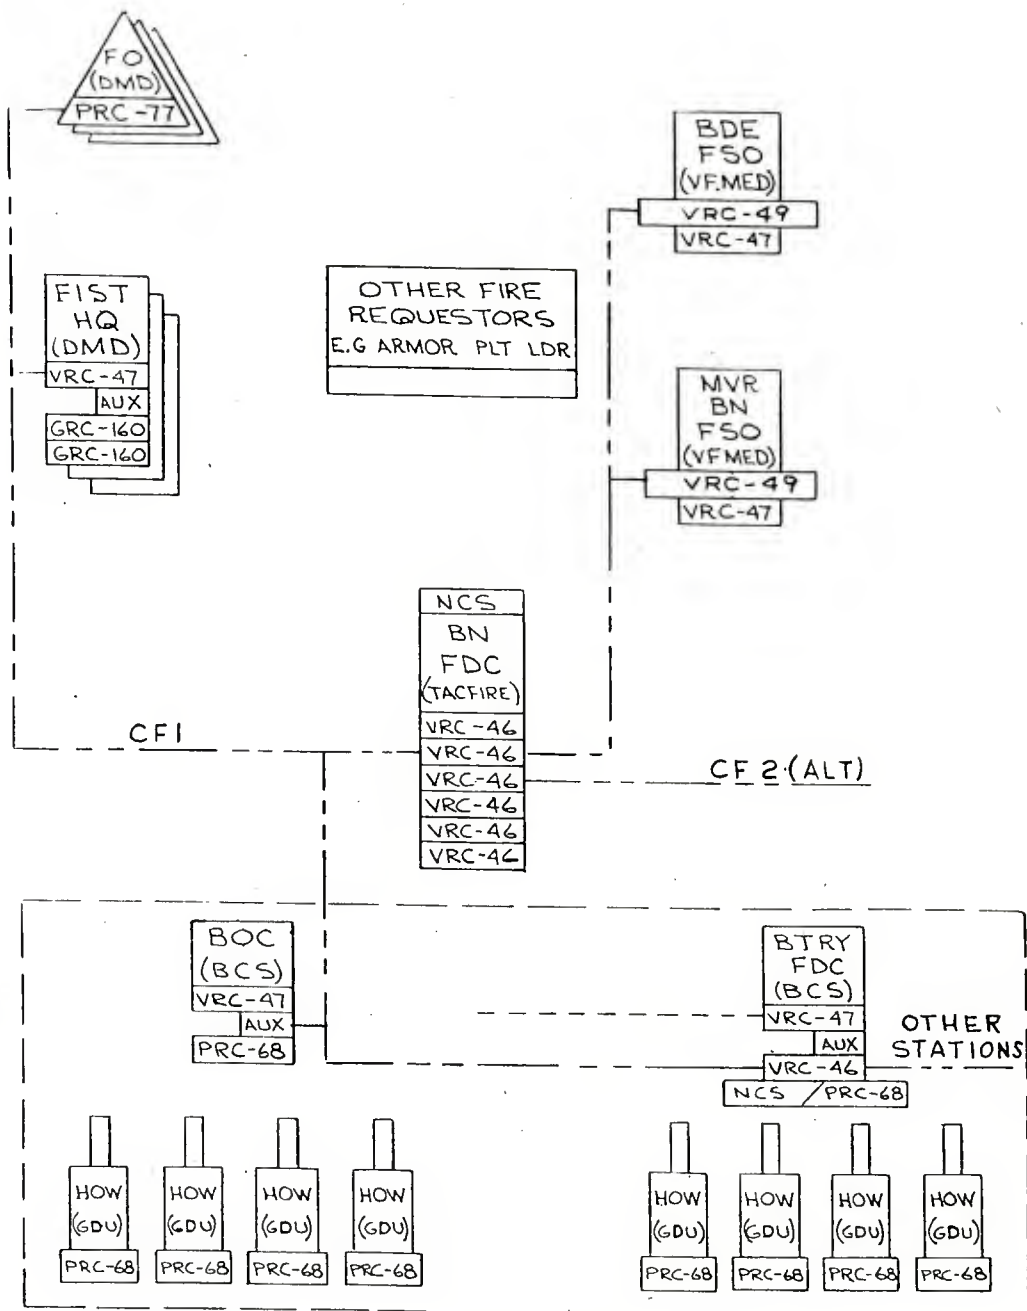 FO
(DMD)
PRC-77
BDE
FSO
(VF.MED)
VRC-49
VRC-47
FIST
HQ
(DMD)
VRC-47
AUX
GRC-160
GRC-160
OTHER FIRE
REQUESTORS
E.G ARMOR PLT LDR
MVR
BN
FSO
(VFMED)
VRC-49
VRC-47
NCS
BN
FDC
(TACFIRE)
VRC-46
VRC-46
VRC-46
VRC-46
VRC-46
VRC-46
CF1
CF 2 (ALT)
BOC
(BCS)
VRC-47
AUX
PRC-68
BTRY
FDC
(BCS)
VRC-47
AUX
VRC-46
NCS / PRC-68
OTHER
STATIONS
HOW
(GDU)
PRC-68
HOW
(GDU)
PRC-68
HOW
(GDU)
PRC-68
HOW
(GDU)
PRC-68
HOW
(GDU)
PRC-68
HOW
(GDU)
PRC-68
HOW
(GDU)
PRC-68
HOW
(GDU)
PRC-68